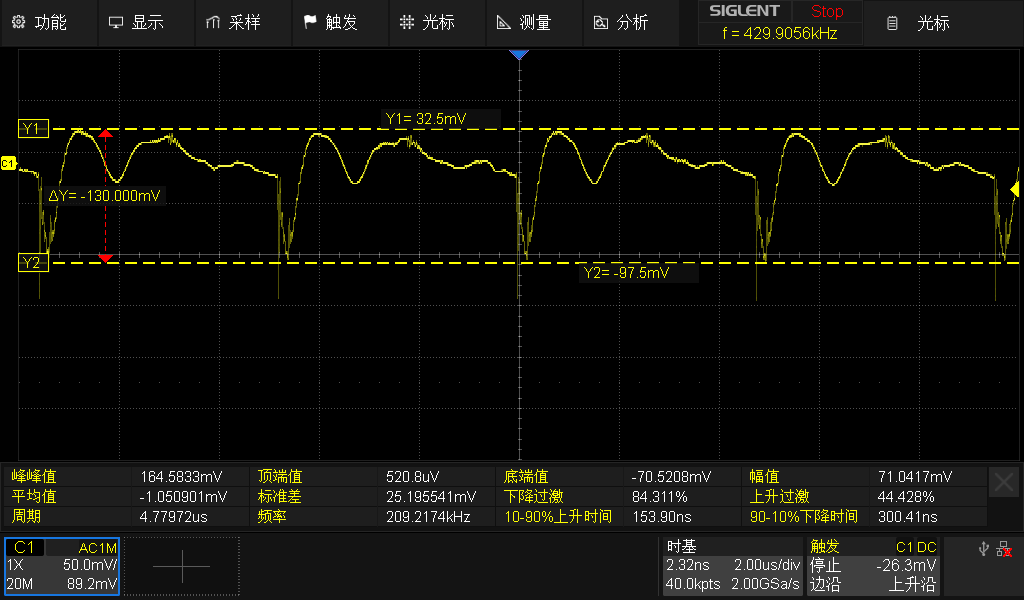 功能 显示 采样 触发 光标 测量 分析 SIGLENT Stop 光标
f = 429.9056kHz
Y1 Y1= 32.5mV
C1
ΔY= -130.000mV
Y2 Y2= -97.5mV
峰峰值 164.5833mV 顶端值 520.8uV 底端值 -70.5208mV 幅值 71.0417mV
平均值 -1.050901mV 标准差 25.195541mV 下降过激 84.311% 上升过激 44.428%
周期 4.77972us 频率 209.2174kHz 10-90%上升时间 153.90ns 90-10%下降时间 300.41ns
C1 AC1M 时基 触发 C1 DC
1X 50.0mV/ 2.32ns 2.00us/div 停止 -26.3mV
20M 89.2mV 40.0kpts 2.00GSa/s 边沿 上升沿